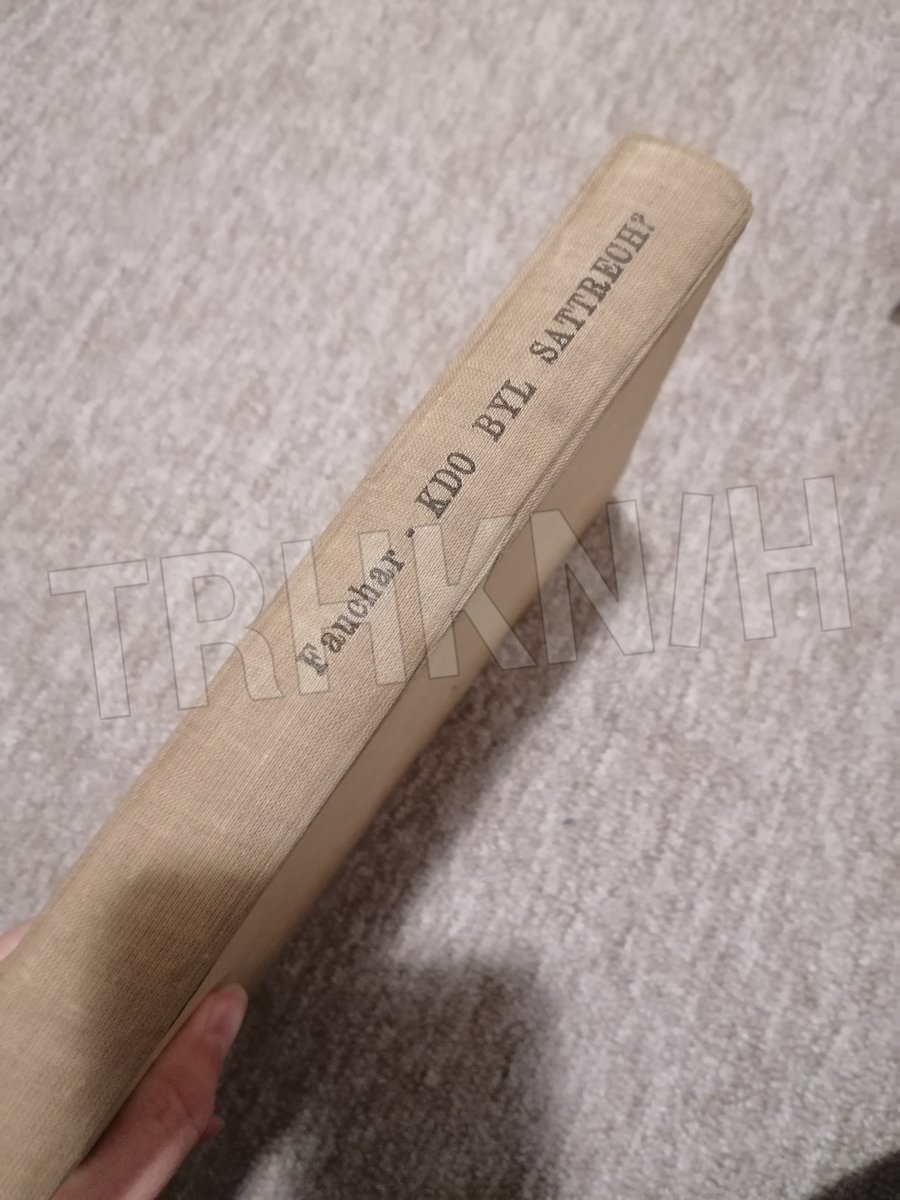 Fauchar - KDO BYL SATTRECH?
TRHKNIH